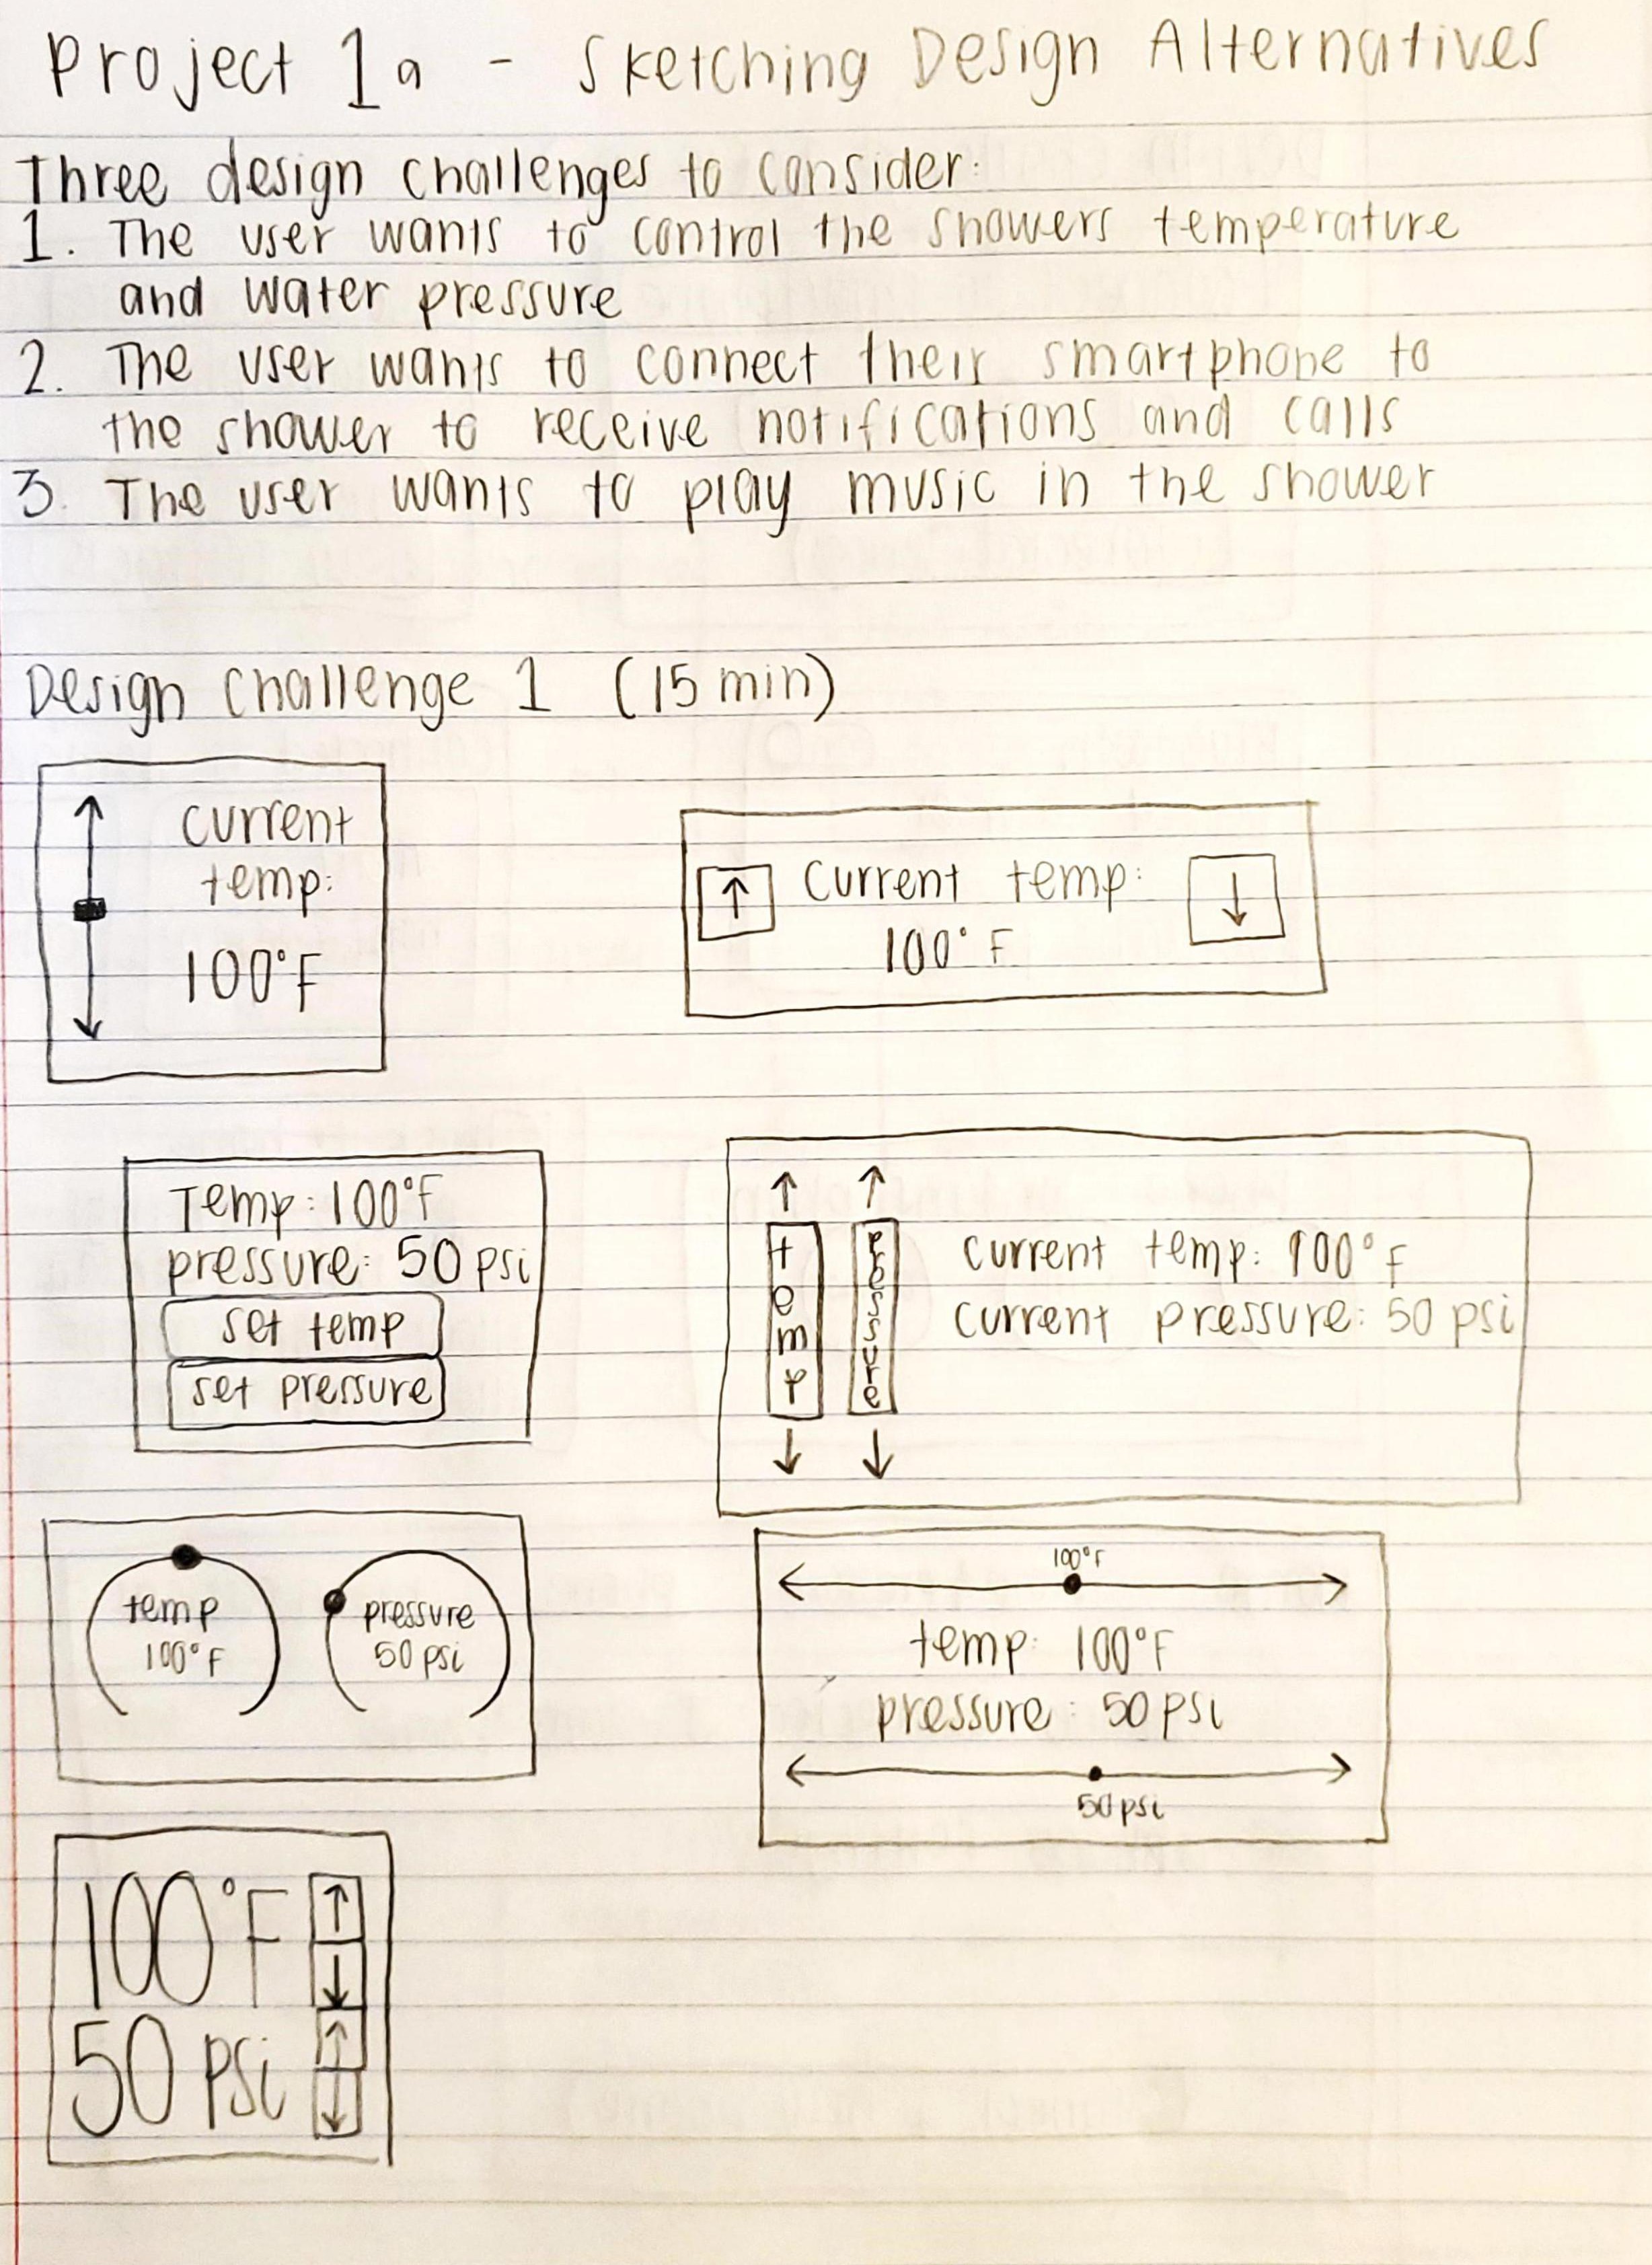 Project 1a - Sketching Design Alternatives
Three design challenges to consider:
1. The user wants to control the showers temperature
and water pressure
2. The user wants to connect their smartphone to
the shower to receive notifications and calls
3. The user wants to play music in the shower
Design Challenge 1 (15 min)
↑ current
temp:
100°F
↓
↑ Current temp: ↓
100°F
Temp: 100°F
pressure: 50 psi
set temp
set pressure
↑ ↑
temp
pressure
↓ ↓
current temp: 100°F
current pressure: 50 psi
temp
100°F
pressure
50 psi
100°F
temp: 100°F
pressure: 50 psi
50 psi
100°F ↑
↓
50 psi ↑
↓